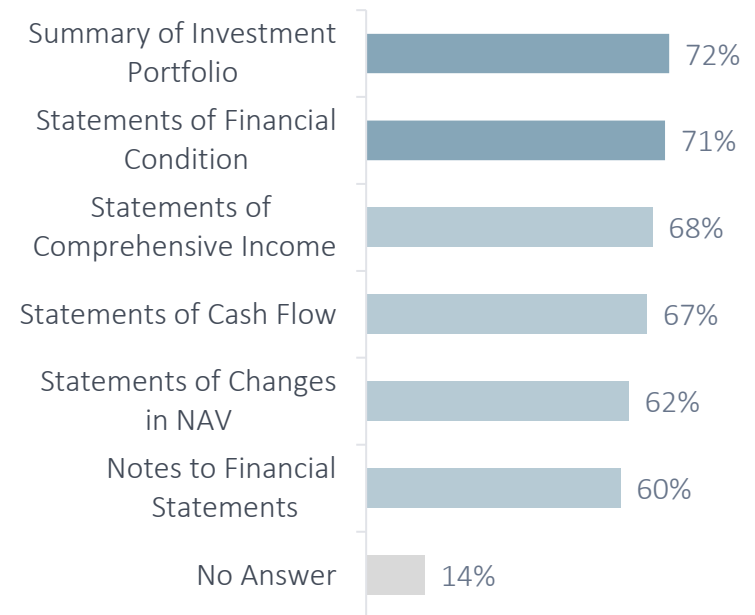 Summary of Investment
Portfolio
72%
Statements of Financial
Condition
71%
Statements of
Comprehensive Income
68%
Statements of Cash Flow
67%
Statements of Changes
in NAV
62%
Notes to Financial
Statements
60%
No Answer
14%